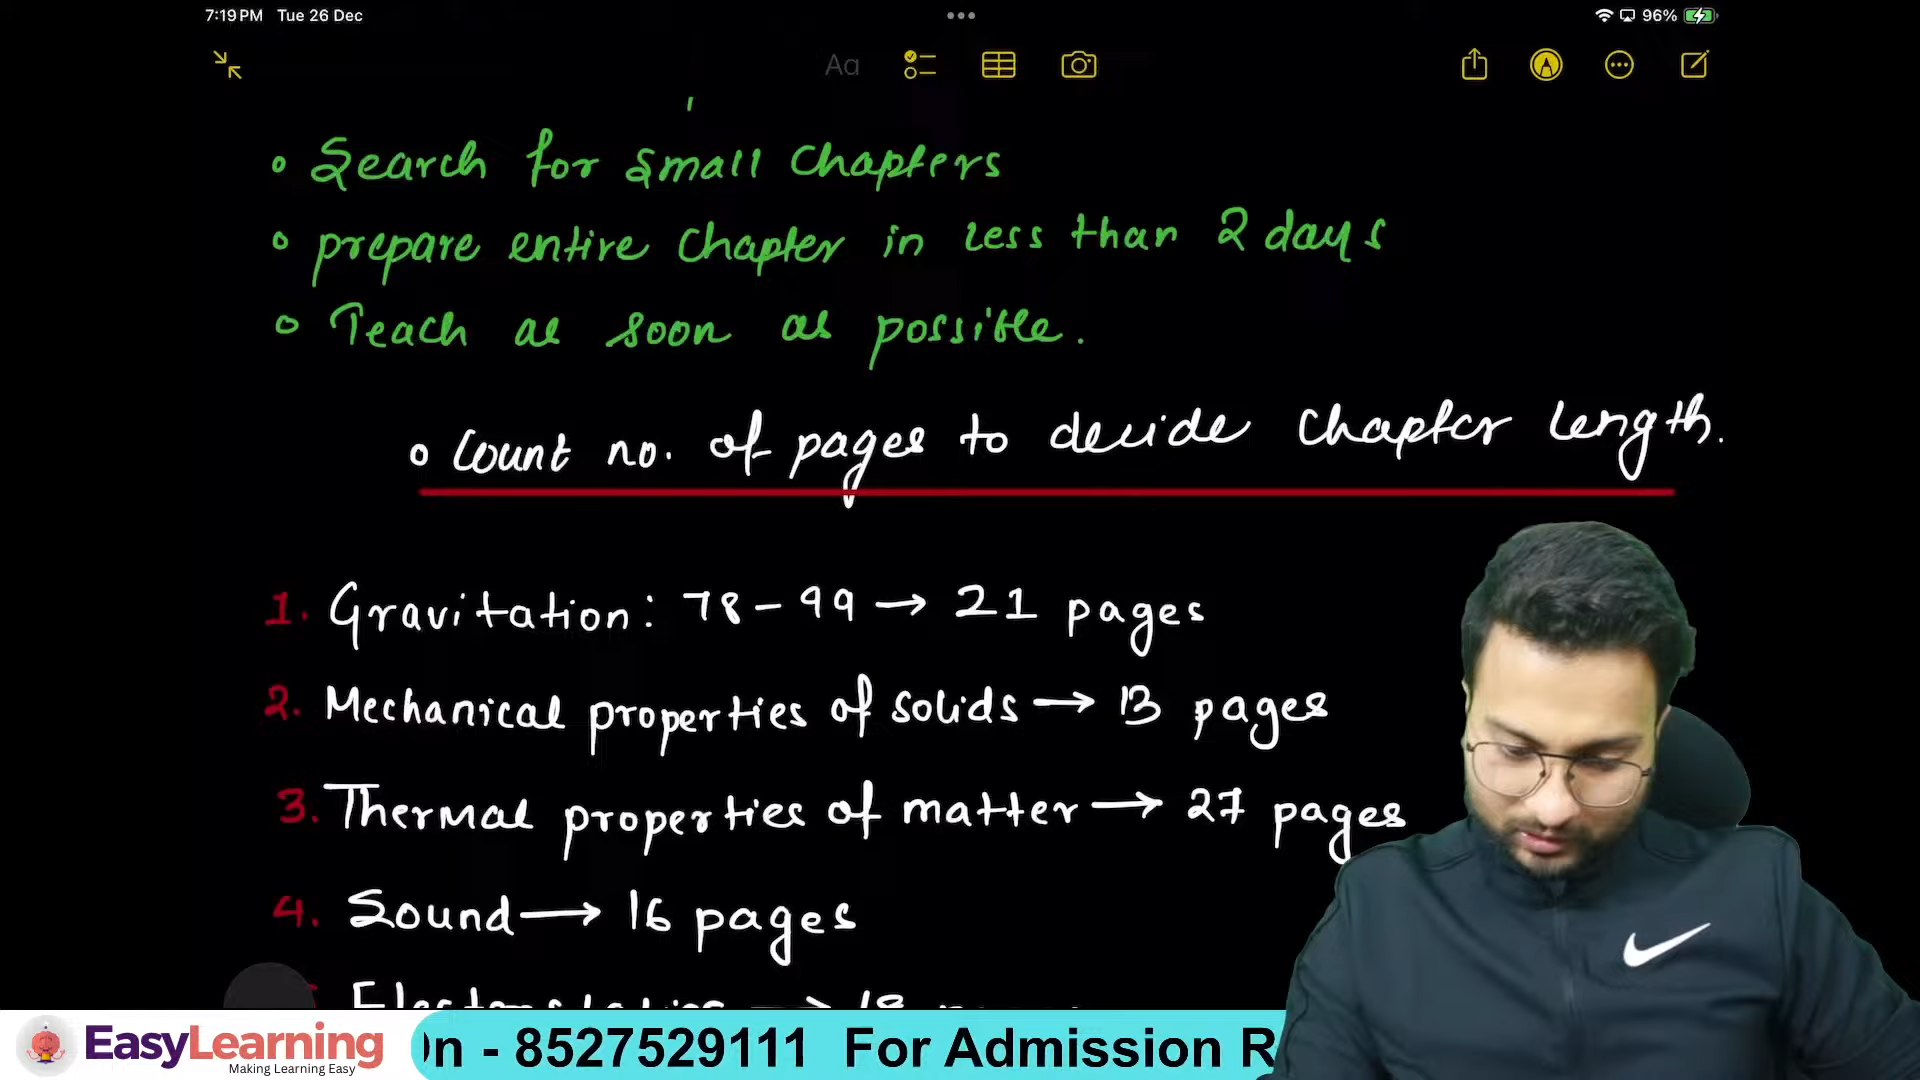 7:19 PM Tue 26 Dec
96%
Aa
Search for small chapters
prepare entire chapter in less than 2 days
Teach as soon as possible.
Count no. of pages to decide chapter length.
1. Gravitation: 78-99 → 21 pages
2. Mechanical properties of solids → 13 pages
3. Thermal properties of matter → 27 pages
4. Sound → 16 pages
Electrostatics → 18
EasyLearning
Making Learning Easy
On - 8527529111 For Admission R